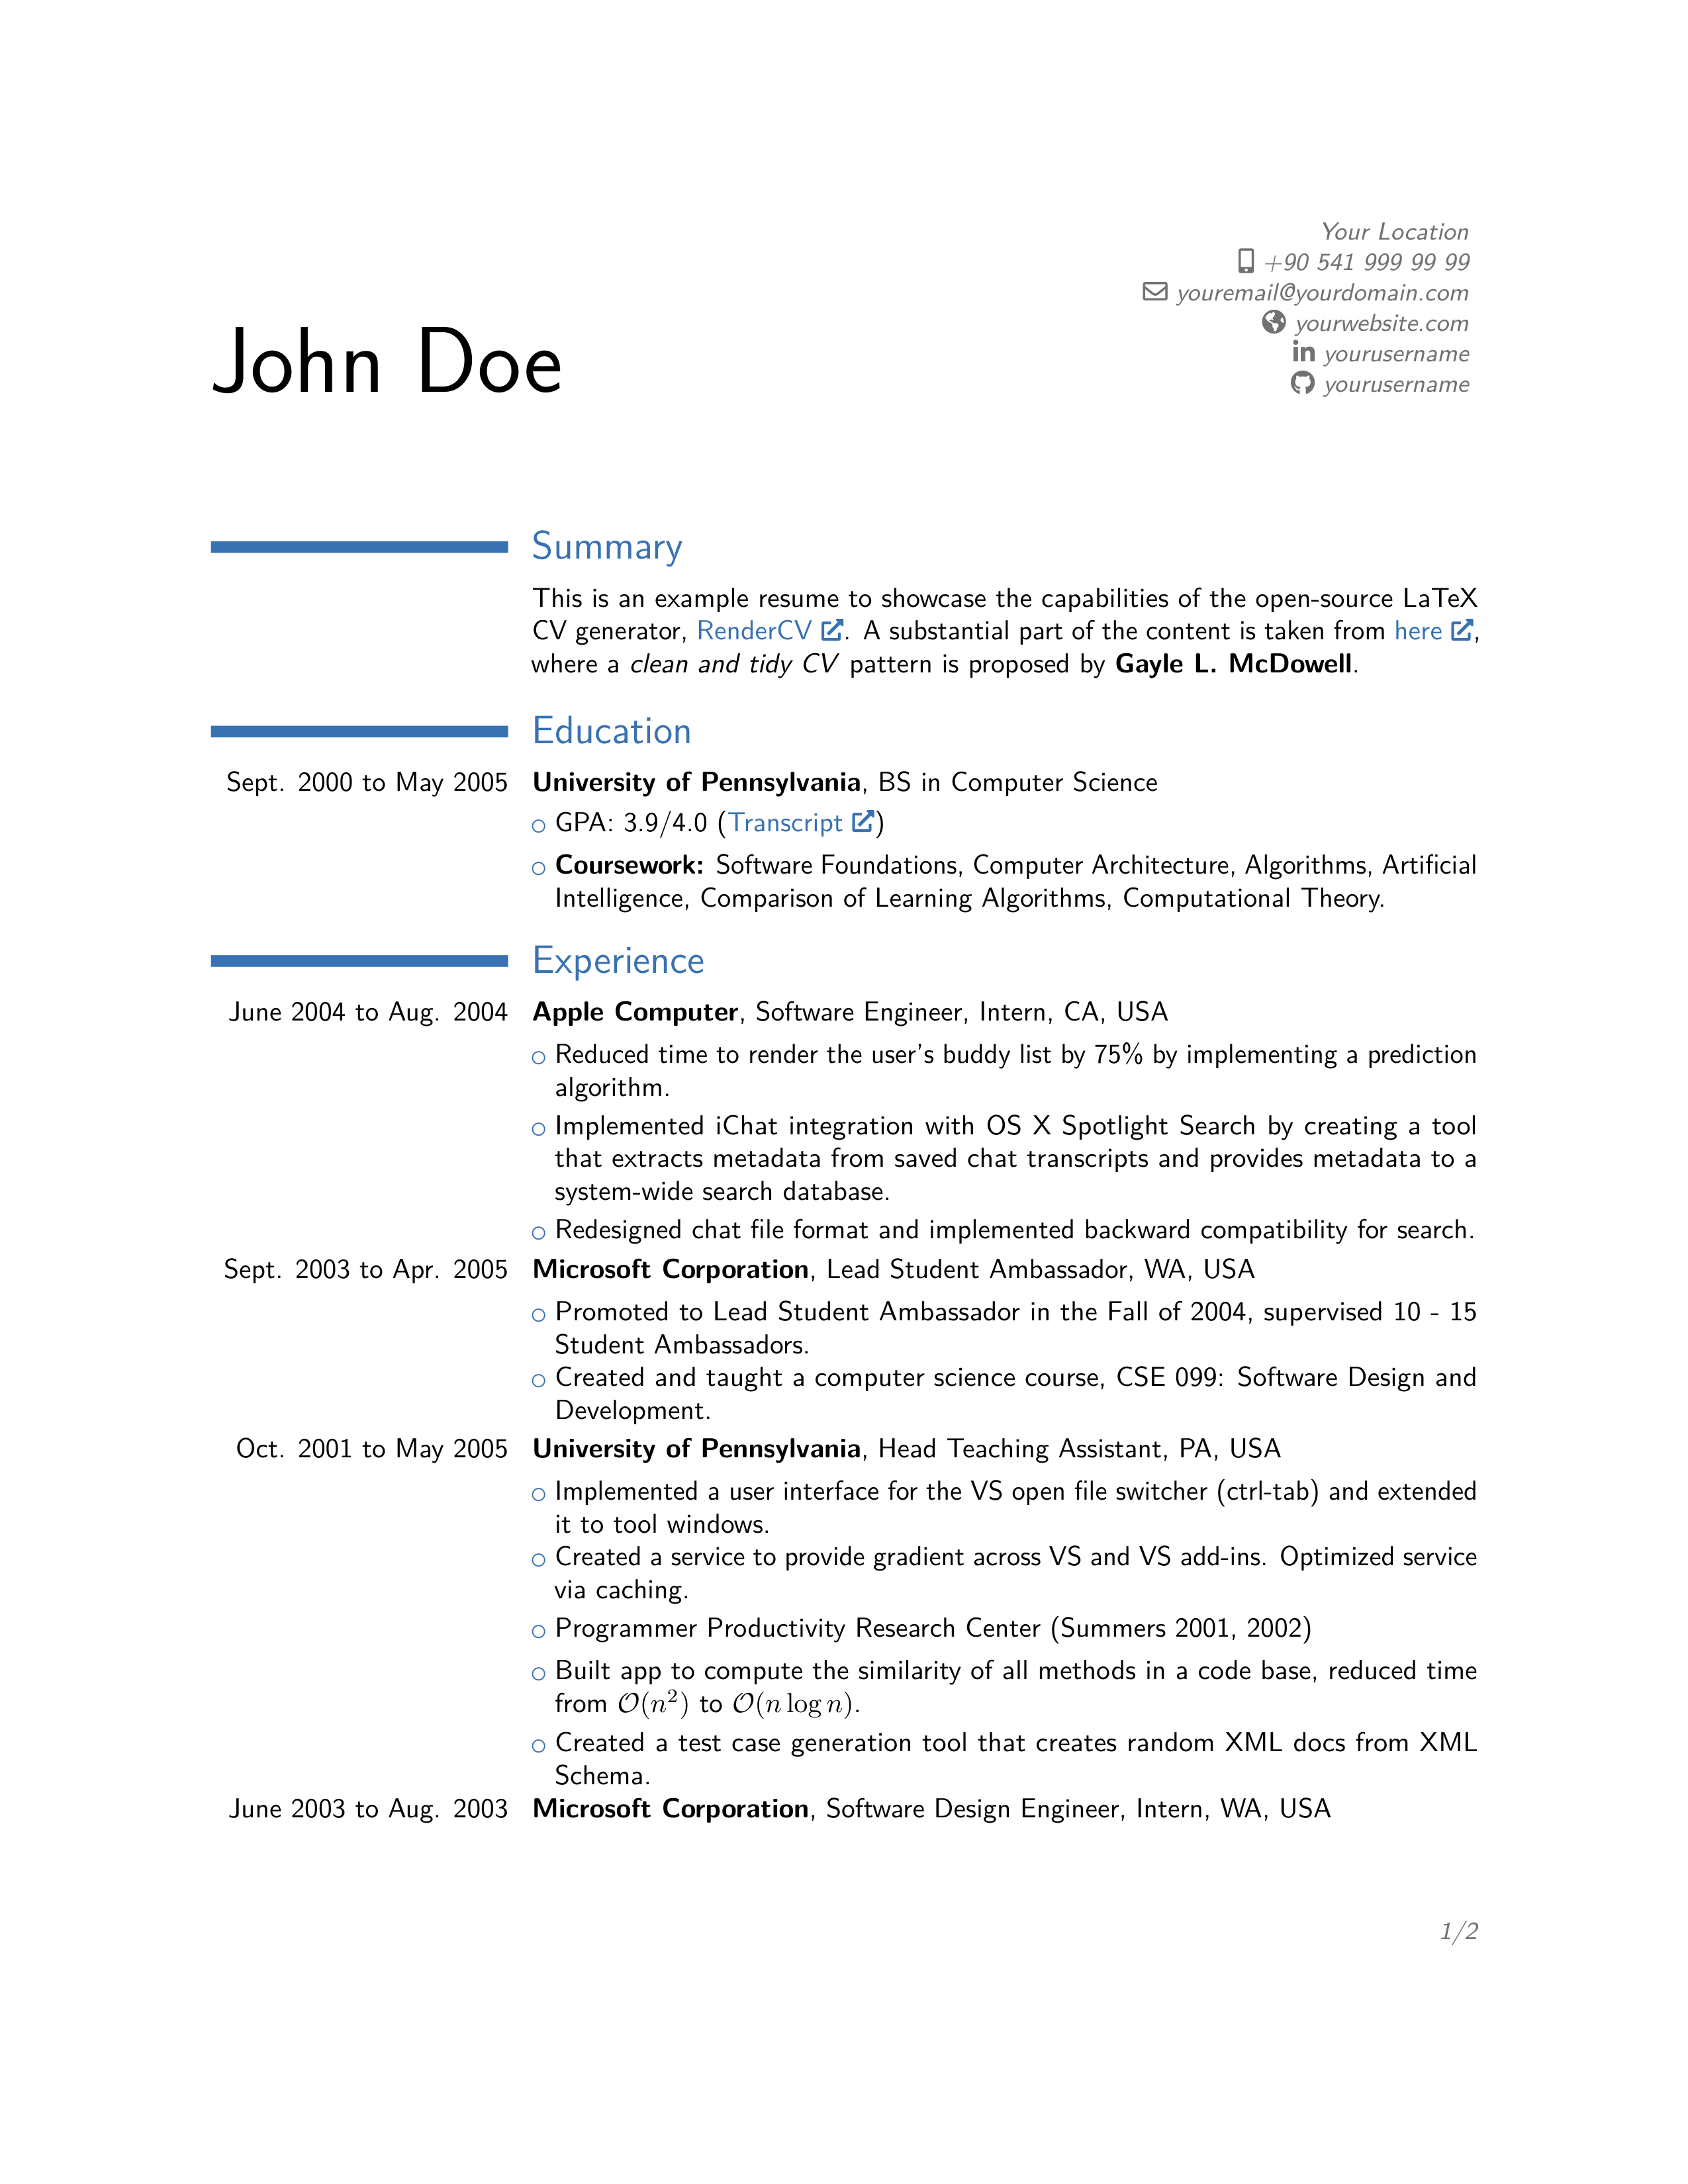 John Doe
Your Location
+90 541 999 99 99
youremail@yourdomain.com
yourwebsite.com
yourusername
yourusername
Summary
This is an example resume to showcase the capabilities of the open-source LaTeX
CV generator, RenderCV. A substantial part of the content is taken from here,
where a clean and tidy CV pattern is proposed by Gayle L. McDowell.
Education
Sept. 2000 to May 2005 University of Pennsylvania, BS in Computer Science
○ GPA: 3.9/4.0 (Transcript)
○ Coursework: Software Foundations, Computer Architecture, Algorithms, Artificial
Intelligence, Comparison of Learning Algorithms, Computational Theory.
Experience
June 2004 to Aug. 2004 Apple Computer, Software Engineer, Intern, CA, USA
○ Reduced time to render the user's buddy list by 75% by implementing a prediction
algorithm.
○ Implemented iChat integration with OS X Spotlight Search by creating a tool
that extracts metadata from saved chat transcripts and provides metadata to a
system-wide search database.
○ Redesigned chat file format and implemented backward compatibility for search.
Sept. 2003 to Apr. 2005 Microsoft Corporation, Lead Student Ambassador, WA, USA
○ Promoted to Lead Student Ambassador in the Fall of 2004, supervised 10 - 15
Student Ambassadors.
○ Created and taught a computer science course, CSE 099: Software Design and
Development.
Oct. 2001 to May 2005 University of Pennsylvania, Head Teaching Assistant, PA, USA
○ Implemented a user interface for the VS open file switcher (ctrl-tab) and extended
it to tool windows.
○ Created a service to provide gradient across VS and VS add-ins. Optimized service
via caching.
○ Programmer Productivity Research Center (Summers 2001, 2002)
○ Built app to compute the similarity of all methods in a code base, reduced time
from 𝒪(n²) to 𝒪(n log n).
○ Created a test case generation tool that creates random XML docs from XML
Schema.
June 2003 to Aug. 2003 Microsoft Corporation, Software Design Engineer, Intern, WA, USA
1/2